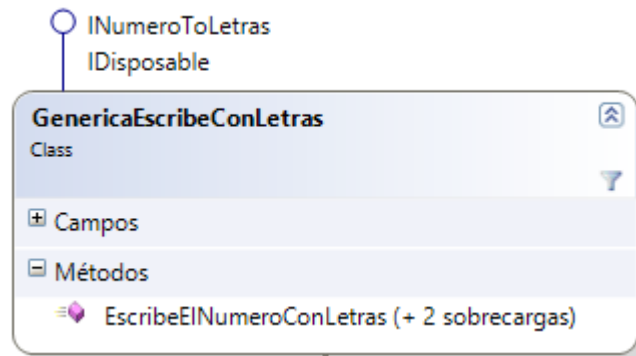 INumeroToLetras
IDisposable
GenericaEscribeConLetras
Class
Campos
Métodos
EscribeElNumeroConLetras (+ 2 sobrecargas)